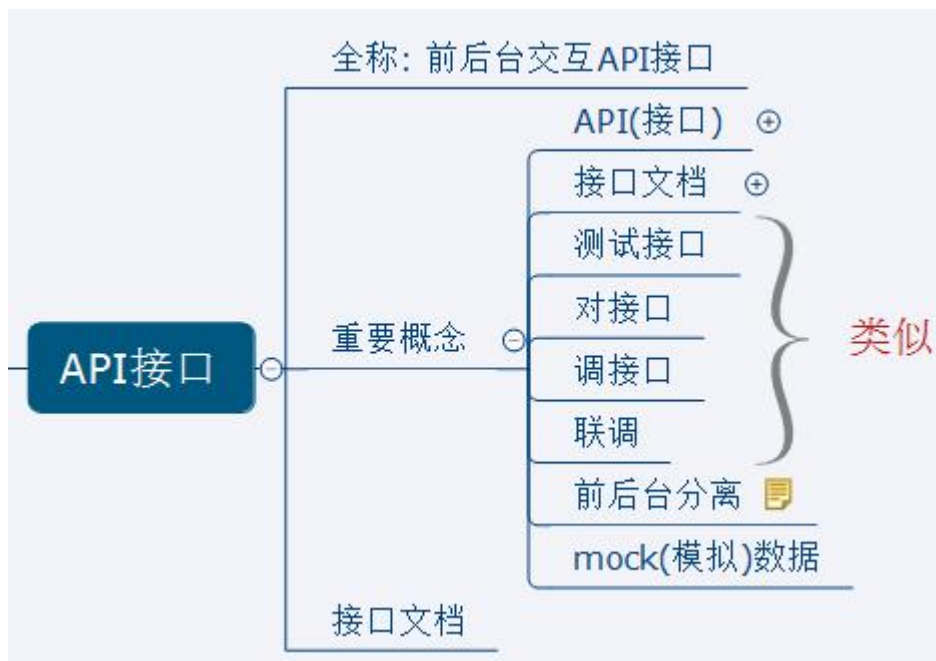 全称: 前后台交互API接口
API(接口)
接口文档
测试接口
对接口
调接口
联调
类似
前后台分离
mock(模拟)数据
重要概念
API接口
接口文档